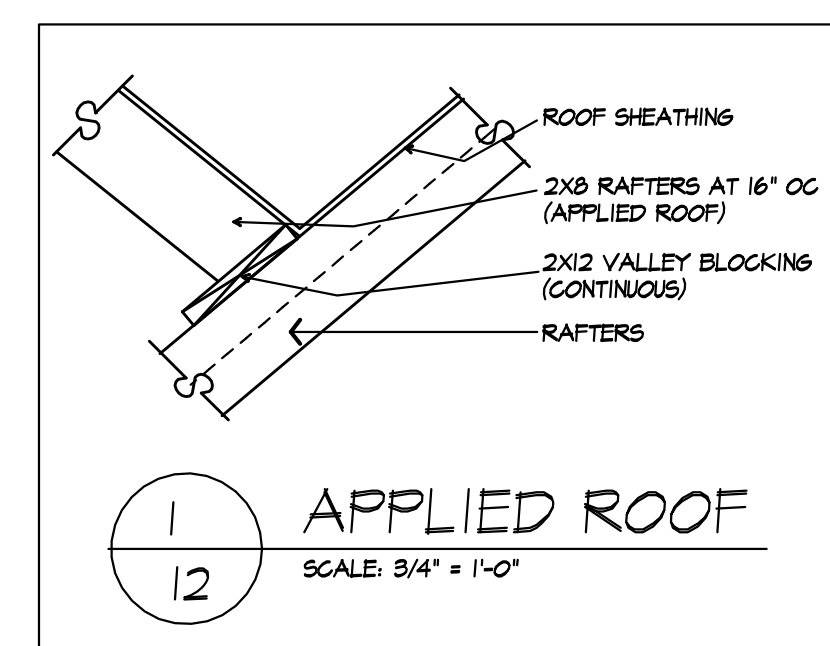 ROOF SHEATHING
2X8 RAFTERS AT 16" OC
(APPLIED ROOF)
2X12 VALLEY BLOCKING
(CONTINUOUS)
RAFTERS
1
12
APPLIED ROOF
SCALE: 3/4" = 1'-0"